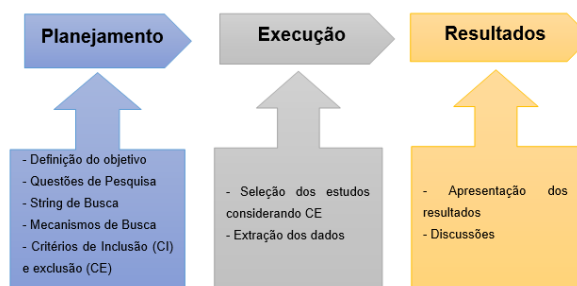 Planejamento
Execução
Resultados
- Definição do objetivo
- Questões de Pesquisa
- String de Busca
- Mecanismos de Busca
- Critérios de Inclusão (CI)
e exclusão (CE)
- Seleção dos estudos
considerando CE
- Extração dos dados
- Apresentação dos
resultados
- Discussões